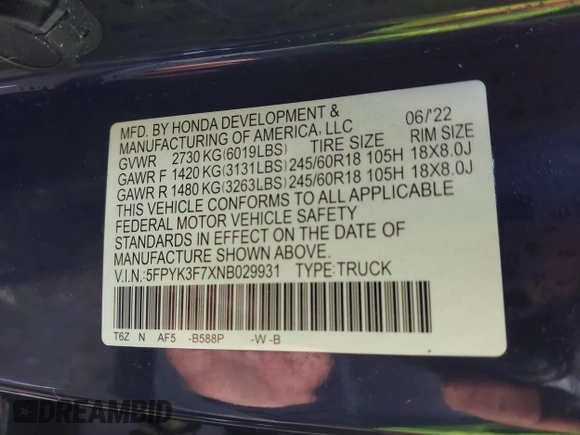 MFD. BY HONDA DEVELOPMENT & 06/'22
MANUFACTURING OF AMERICA, LLC
GVWR 2730 KG(6019LBS) TIRE SIZE RIM SIZE
GAWR F 1420 KG(3131LBS) 245/60R18 105H 18X8.0J
GAWR R 1480 KG(3263LBS) 245/60R18 105H 18X8.0J
THIS VEHICLE CONFORMS TO ALL APPLICABLE
FEDERAL MOTOR VEHICLE SAFETY
STANDARDS IN EFFECT ON THE DATE OF
MANUFACTURE SHOWN ABOVE.
V.I.N.: 5FPYK3F7XNB029931 TYPE:TRUCK
T6Z N AF5 -B588P -W -B
DREAMBID